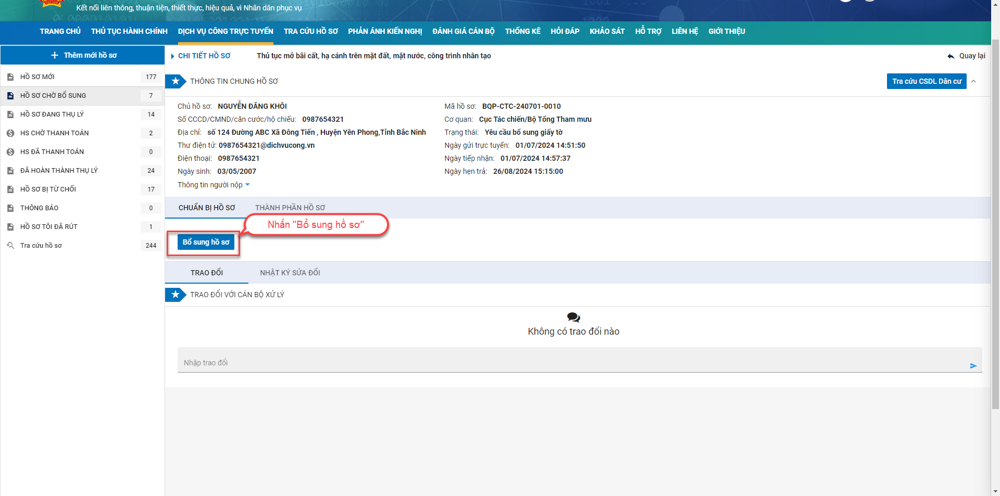 Kết nối liên thông, thuận tiện, thiết thực, hiệu quả, vì Nhân dân phục vụ
TRANG CHỦ THỦ TỤC HÀNH CHÍNH DỊCH VỤ CÔNG TRỰC TUYẾN TRA CỨU HỒ SƠ PHẢN ÁNH KIẾN NGHỊ ĐÁNH GIÁ CÁN BỘ THỐNG KÊ HỎI ĐÁP KHẢO SÁT HỖ TRỢ LIÊN HỆ GIỚI THIỆU
Thêm mới hồ sơ
HỒ SƠ MỚI 177
HỒ SƠ CHỜ BỔ SUNG 7
HỒ SƠ ĐANG THỤ LÝ 14
HS CHỜ THANH TOÁN 2
HS ĐÃ THANH TOÁN 0
ĐÃ HOÀN THÀNH THỤ LÝ 24
HỒ SƠ BỊ TỪ CHỐI 17
THÔNG BÁO 0
HỒ SƠ TÔI ĐÃ RÚT 1
Tra cứu hồ sơ 244
CHI TIẾT HỒ SƠ Thủ tục mở bãi cất, hạ cánh trên mặt đất, mặt nước, công trình nhân tạo Quay lại
THÔNG TIN CHUNG HỒ SƠ Tra cứu CSDL Dân cư
Chủ hồ sơ: NGUYỄN ĐĂNG KHÔI Mã hồ sơ: BQP-CTC-240701-0010
Số CCCD/CMND/căn cước/hộ chiếu: 0987654321 Cơ quan: Cục Tác chiến/Bộ Tổng Tham mưu
Địa chỉ: số 124 Đường ABC Xã Đông Tiến , Huyện Yên Phong,Tỉnh Bắc Ninh Trạng thái: Yêu cầu bổ sung giấy tờ
Thư điện tử: 0987654321@dichvucong.vn Ngày gửi trực tuyến: 01/07/2024 14:51:50
Điện thoại: 0987654321 Ngày tiếp nhận: 01/07/2024 14:57:37
Ngày sinh: 03/05/2007 Ngày hẹn trả: 26/08/2024 15:15:00
Thông tin người nộp
CHUẨN BỊ HỒ SƠ THÀNH PHẦN HỒ SƠ
Nhấn "Bổ sung hồ sơ"
Bổ sung hồ sơ
TRAO ĐỔI NHẬT KÝ SỬA ĐỔI
TRAO ĐỔI VỚI CÁN BỘ XỬ LÝ
Không có trao đổi nào
Nhập trao đổi